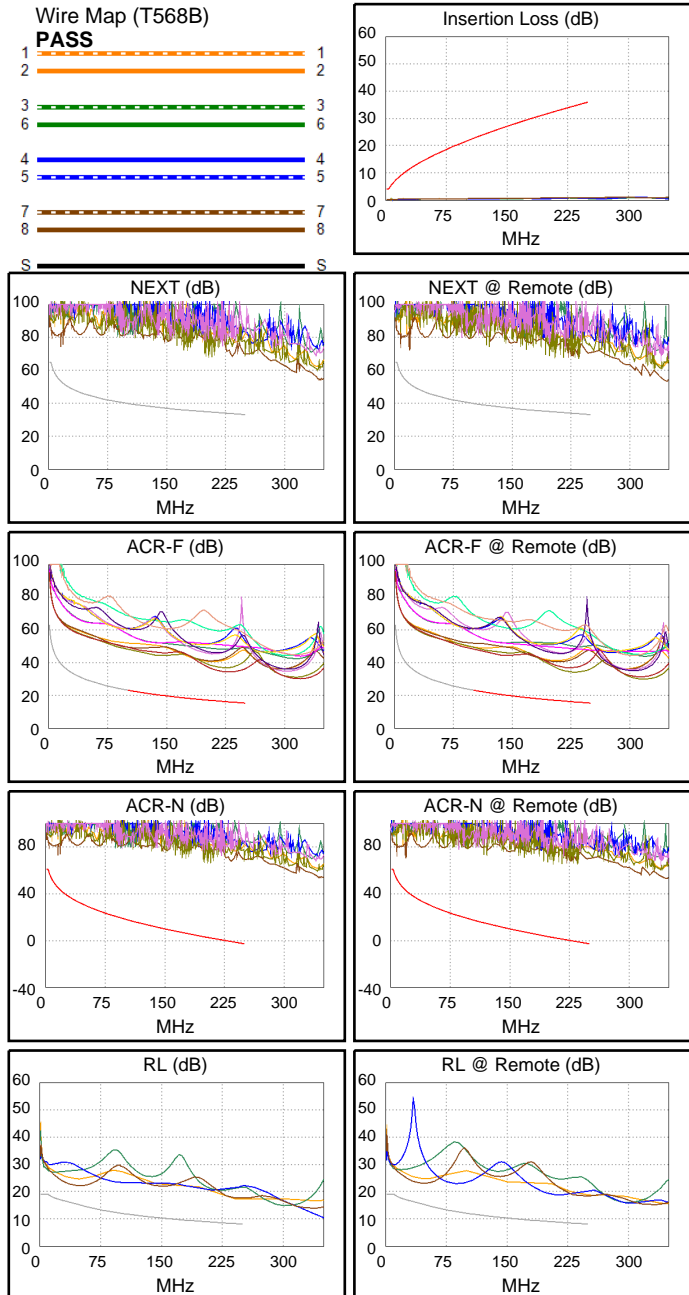 Wire Map (T568B)
PASS
1 1
2 2
3 3
6 6
4 4
5 5
7 7
8 8
S S
Insertion Loss (dB)
60
50
40
30
20
10
0
0 75 150 225 300
MHz
NEXT (dB)
100
80
60
40
20
0
0 75 150 225 300
MHz
NEXT @ Remote (dB)
100
80
60
40
20
0
0 75 150 225 300
MHz
ACR-F (dB)
100
80
60
40
20
0
0 75 150 225 300
MHz
ACR-F @ Remote (dB)
100
80
60
40
20
0
0 75 150 225 300
MHz
ACR-N (dB)
80
40
0
-40
0 75 150 225 300
MHz
ACR-N @ Remote (dB)
80
40
0
-40
0 75 150 225 300
MHz
RL (dB)
60
50
40
30
20
10
0
0 75 150 225 300
MHz
RL @ Remote (dB)
60
50
40
30
20
10
0
0 75 150 225 300
MHz